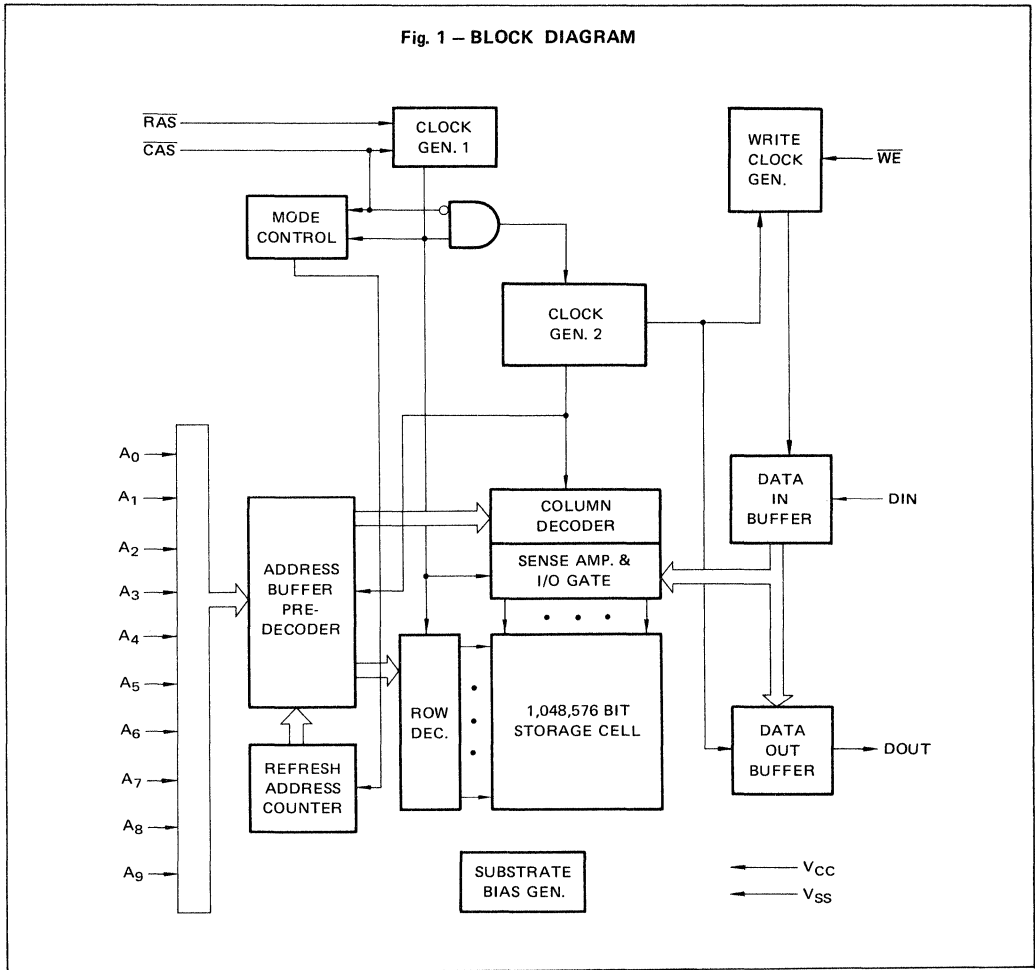 Fig. 1 – BLOCK DIAGRAM
RAS
CAS
CLOCK
GEN. 1
WRITE
CLOCK
GEN.
WE
MODE
CONTROL
CLOCK
GEN. 2
A0
A1
A2
A3
A4
A5
A6
A7
A8
A9
ADDRESS
BUFFER
PRE-
DECODER
REFRESH
ADDRESS
COUNTER
COLUMN
DECODER
SENSE AMP. &
I/O GATE
ROW
DEC.
1,048,576 BIT
STORAGE CELL
DATA
IN
BUFFER
DIN
DATA
OUT
BUFFER
DOUT
SUBSTRATE
BIAS GEN.
VCC
VSS